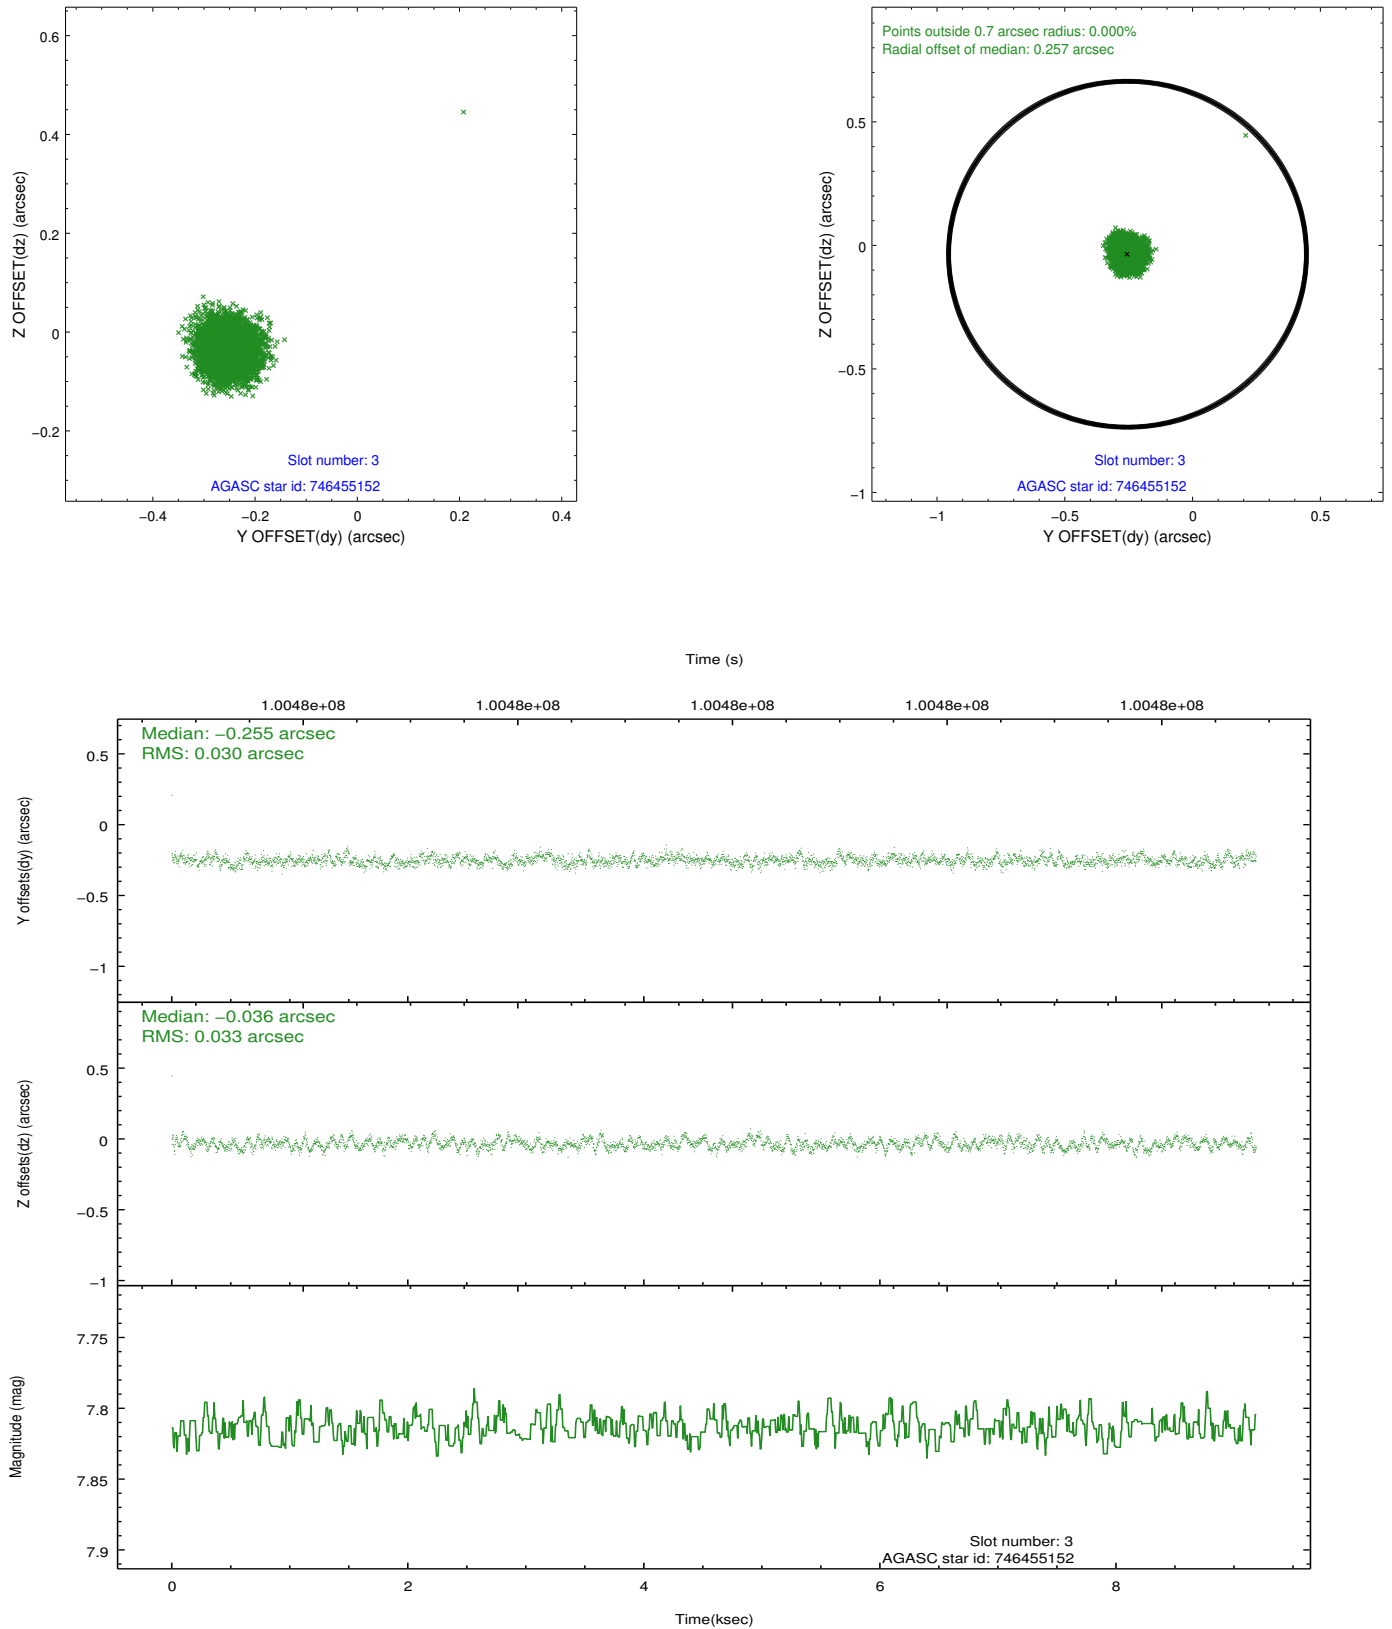 0.6
0.4
0.2
0
−0.2
Z OFFSET(dz) (arcsec)
Slot number: 3
AGASC star id: 746455152
−0.4 −0.2 0 0.2 0.4
Y OFFSET(dy) (arcsec)
Points outside 0.7 arcsec radius: 0.000%
Radial offset of median: 0.257 arcsec
0.5
0
−0.5
−1
Z OFFSET(dz) (arcsec)
Slot number: 3
AGASC star id: 746455152
−1 −0.5 0 0.5
Y OFFSET(dy) (arcsec)
Time (s)
1.0048e+08 1.0048e+08 1.0048e+08 1.0048e+08 1.0048e+08
Median: −0.255 arcsec
RMS: 0.030 arcsec
0.5
0
−0.5
−1
Y offsets(dy) (arcsec)
Median: −0.036 arcsec
RMS: 0.033 arcsec
0.5
0
−0.5
−1
Z offsets(dz) (arcsec)
7.75
7.8
7.85
7.9
Magnitude (mag)
Slot number: 3
AGASC star id: 746455152
0 2 4 6 8
Time(ksec)